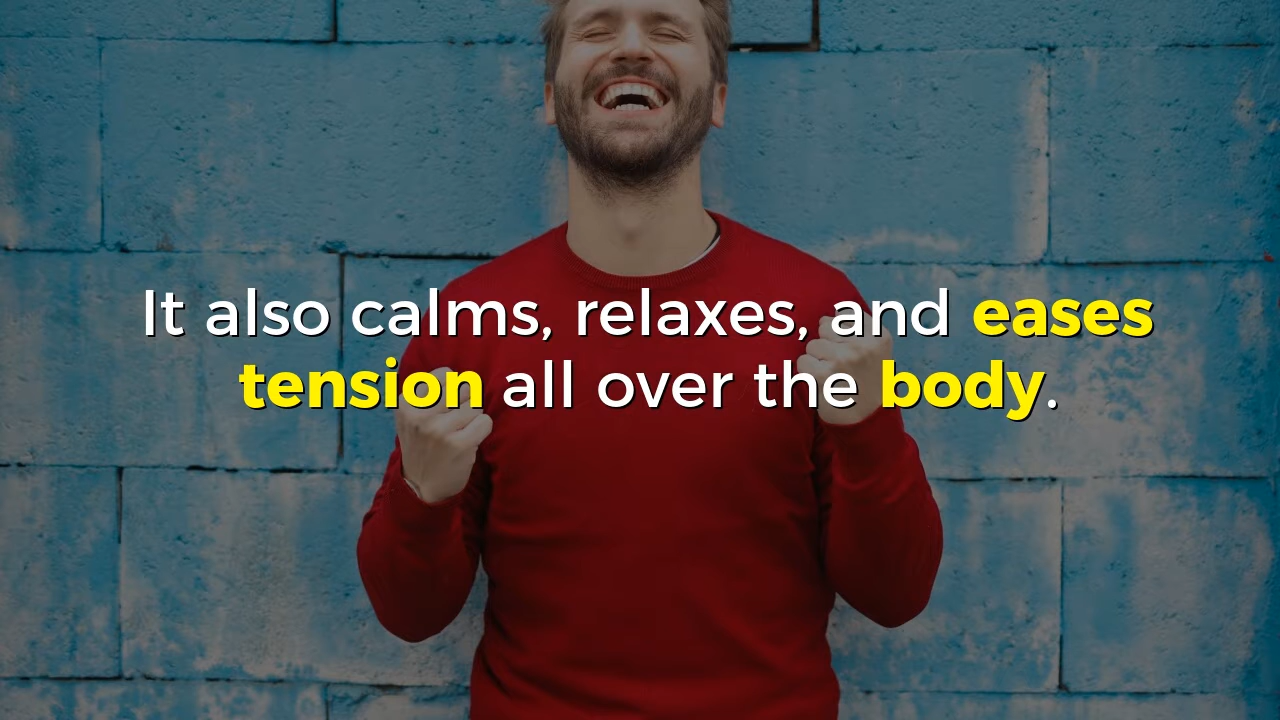 It also calms, relaxes, and eases
tension all over the body.